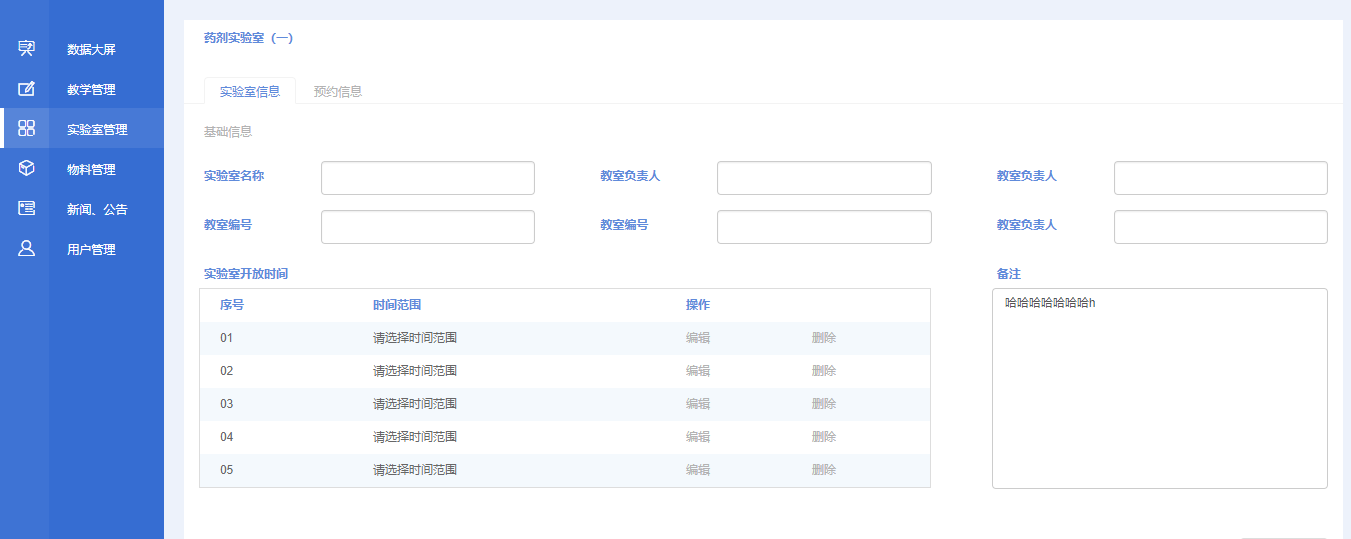 数据大屏
教学管理
实验室管理
物料管理
新闻、公告
用户管理
药剂实验室（一）
实验室信息 预约信息
基础信息
实验室名称 教室负责人 教室负责人
教室编号 教室编号 教室负责人
实验室开放时间
序号 时间范围 操作
01 请选择时间范围 编辑 删除
02 请选择时间范围 编辑 删除
03 请选择时间范围 编辑 删除
04 请选择时间范围 编辑 删除
05 请选择时间范围 编辑 删除
备注
哈哈哈哈哈哈哈h